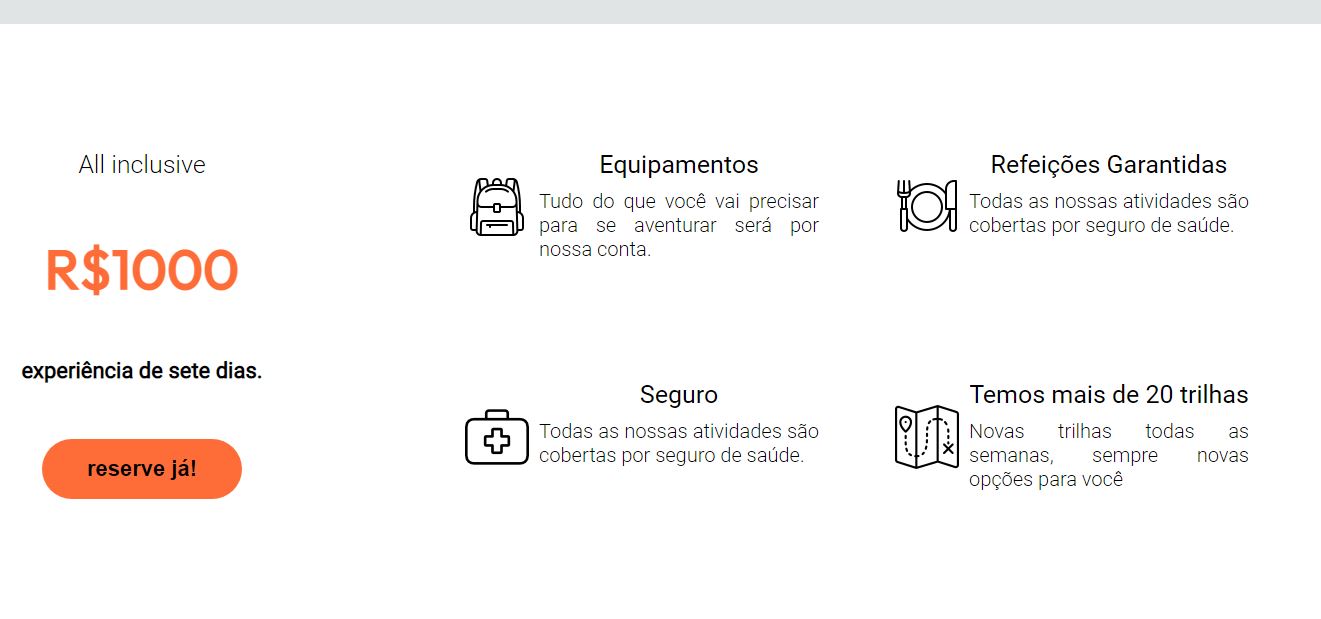 All inclusive
R$1000
experiência de sete dias.
reserve já!
Equipamentos
Tudo do que você vai precisar
para se aventurar será por
nossa conta.
Refeições Garantidas
Todas as nossas atividades são
cobertas por seguro de saúde.
Seguro
Todas as nossas atividades são
cobertas por seguro de saúde.
Temos mais de 20 trilhas
Novas trilhas todas as
semanas, sempre novas
opções para você